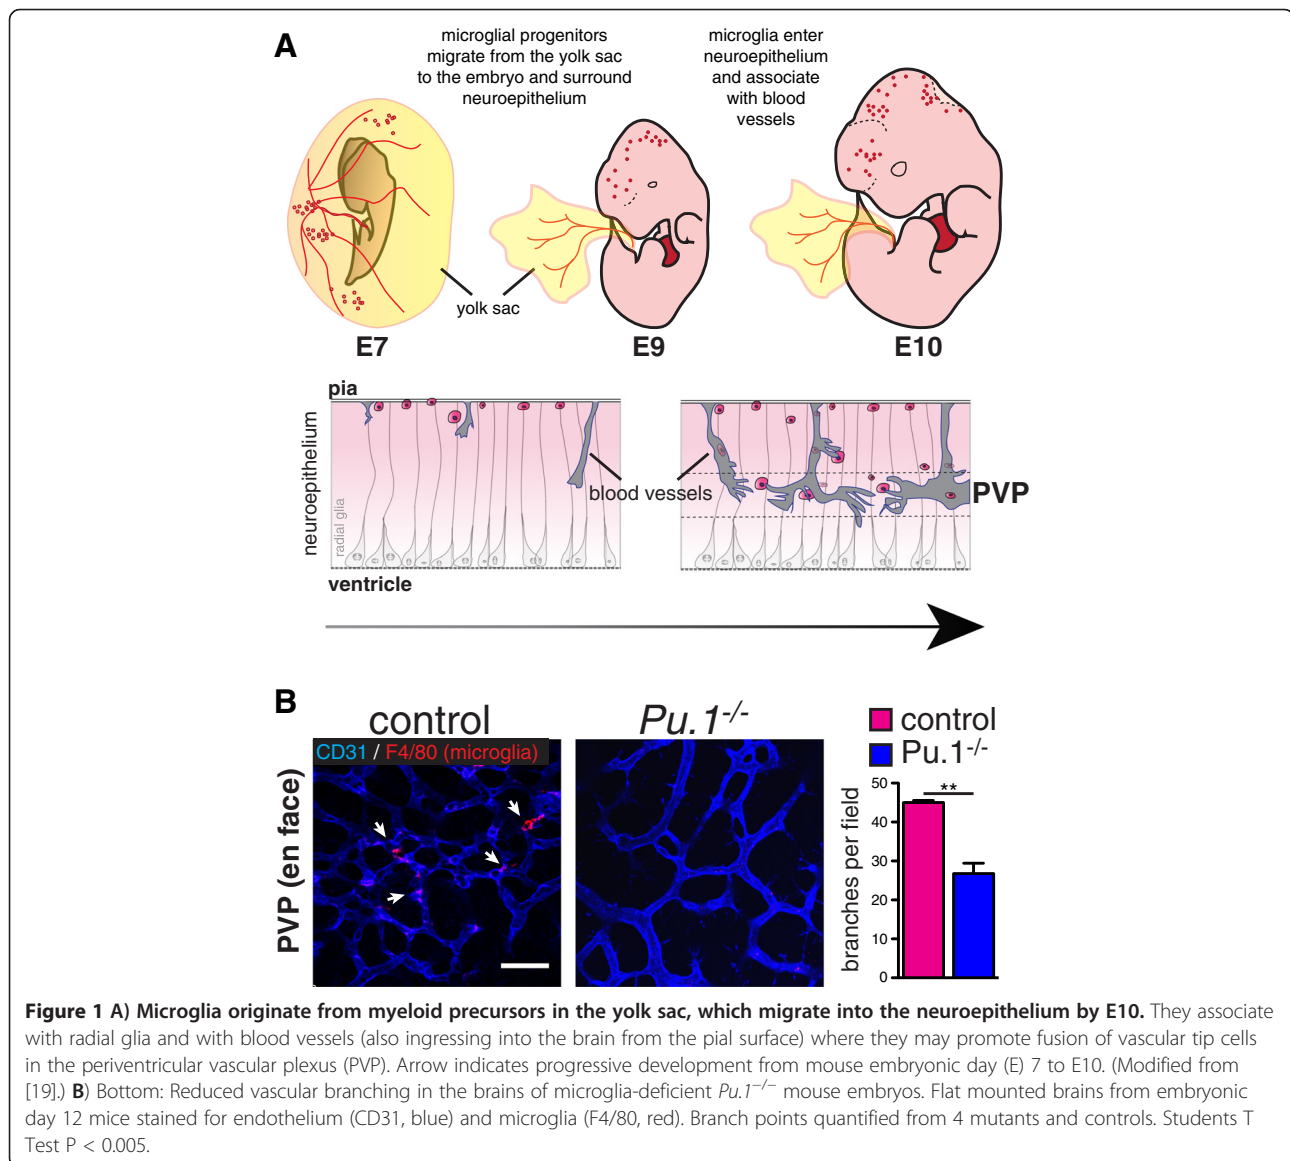 A
microglial progenitors
migrate from the yolk sac
to the embryo and surround
neuroepithelium
microglia enter
neuroepithelium
and associate
with blood
vessels
yolk sac
E7
E9
E10
pia
neuroepithelium
radial glia
blood vessels
PVP
ventricle
B
control
Pu.1-/-
CD31 / F4/80 (microglia)
PVP (en face)
control
Pu.1-/-
branches per field
50
40
30
20
10
0
**
Figure 1 A) Microglia originate from myeloid precursors in the yolk sac, which migrate into the neuroepithelium by E10. They associate
with radial glia and with blood vessels (also ingressing into the brain from the pial surface) where they may promote fusion of vascular tip cells
in the periventricular vascular plexus (PVP). Arrow indicates progressive development from mouse embryonic day (E) 7 to E10. (Modified from
[19].) B) Bottom: Reduced vascular branching in the brains of microglia-deficient Pu.1−/− mouse embryos. Flat mounted brains from embryonic
day 12 mice stained for endothelium (CD31, blue) and microglia (F4/80, red). Branch points quantified from 4 mutants and controls. Students T
Test P < 0.005.